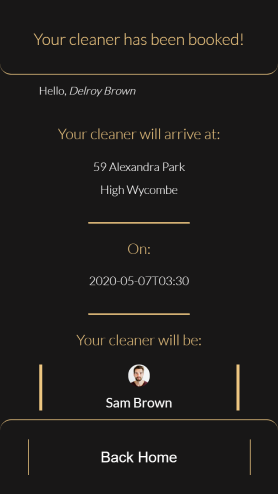 Your cleaner has been booked!
Hello, Delroy Brown
Your cleaner will arrive at:
59 Alexandra Park
High Wycombe
On:
2020-05-07T03:30
Your cleaner will be:
Sam Brown
Back Home